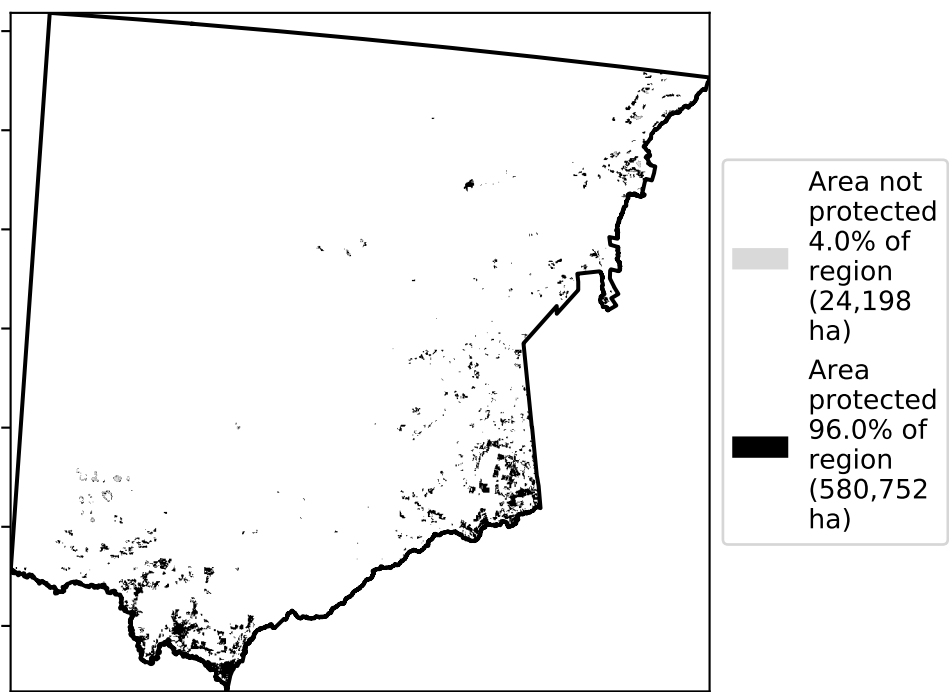 Area not
protected
4.0% of
region
(24,198
ha)
Area
protected
96.0% of
region
(580,752
ha)